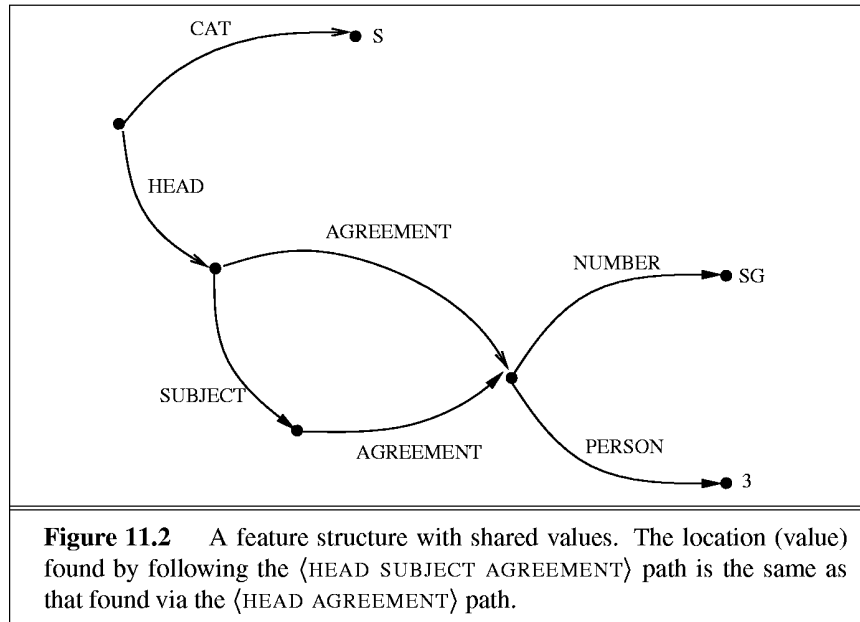 CAT
S
HEAD
AGREEMENT
NUMBER
SG
SUBJECT
AGREEMENT
PERSON
3
Figure 11.2 A feature structure with shared values. The location (value)
found by following the ⟨HEAD SUBJECT AGREEMENT⟩ path is the same as
that found via the ⟨HEAD AGREEMENT⟩ path.